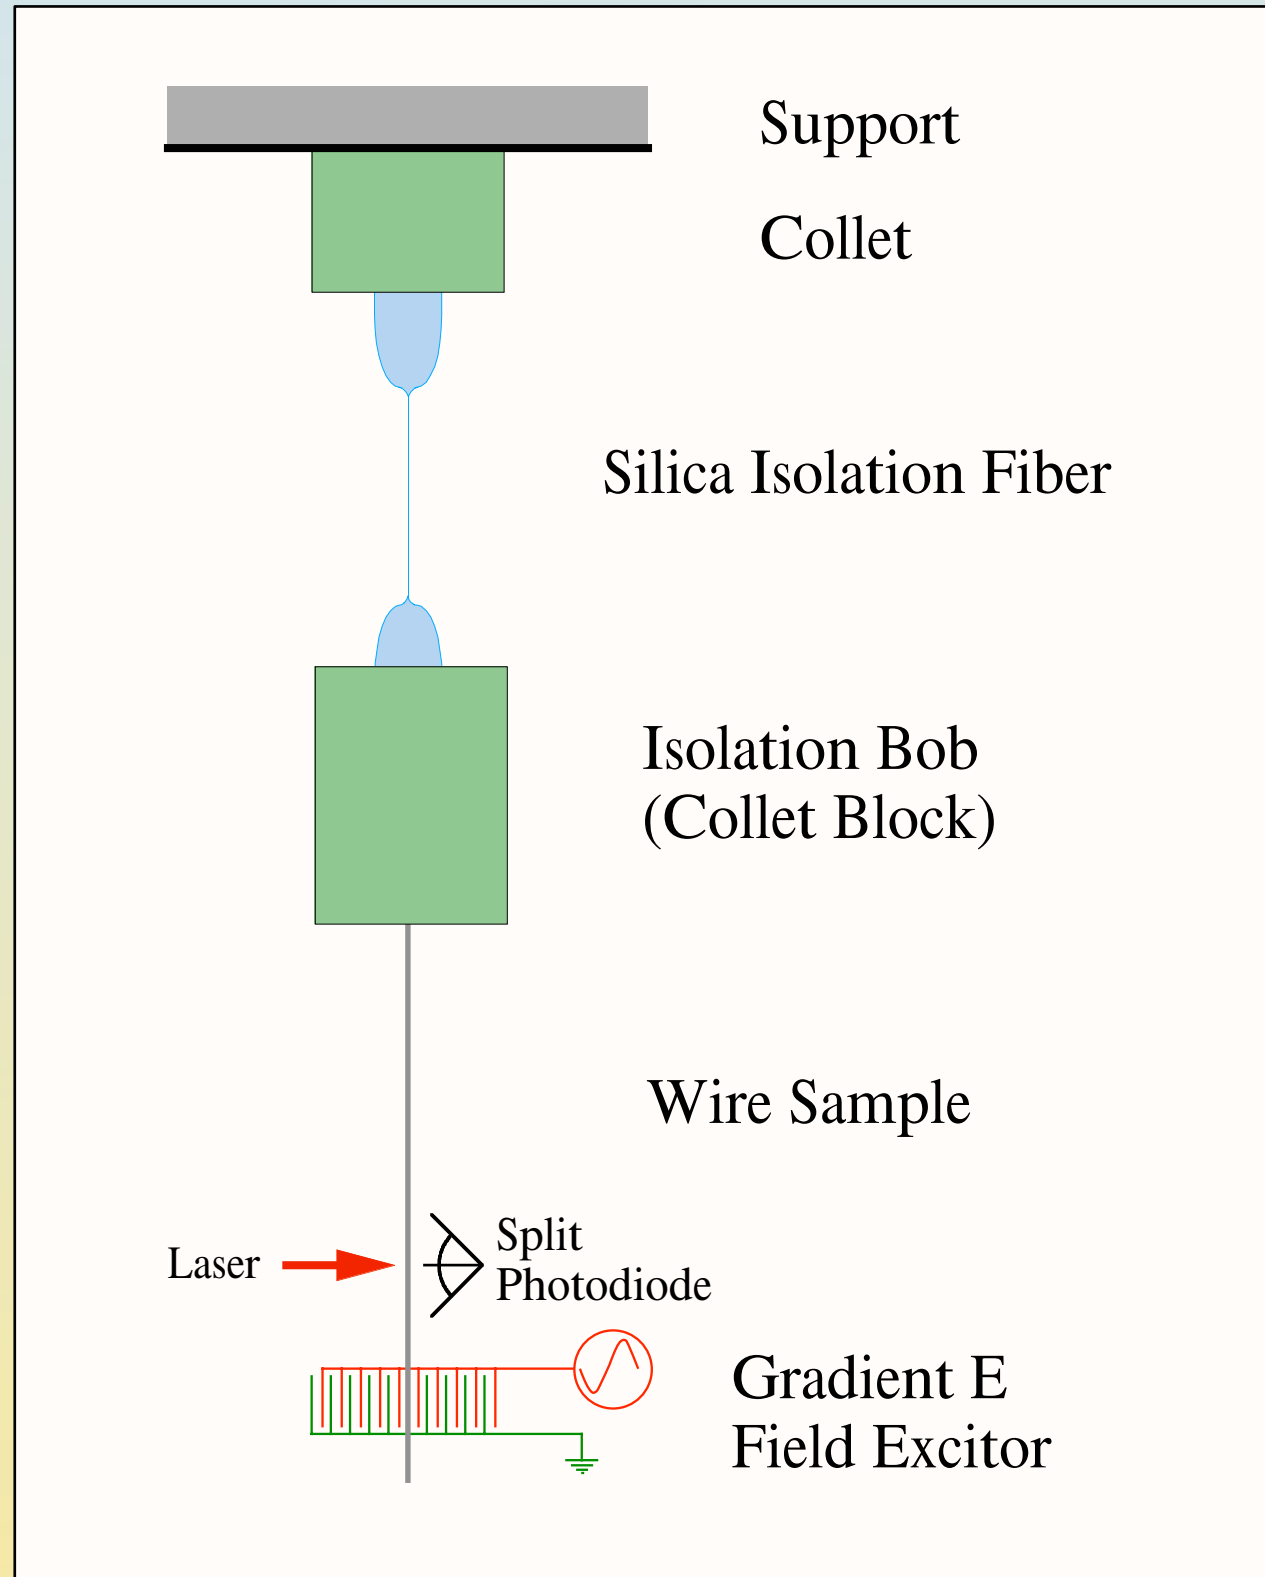 Support
Collet
Silica Isolation Fiber
Isolation Bob
(Collet Block)
Wire Sample
Laser
Split
Photodiode
Gradient E
Field Excitor